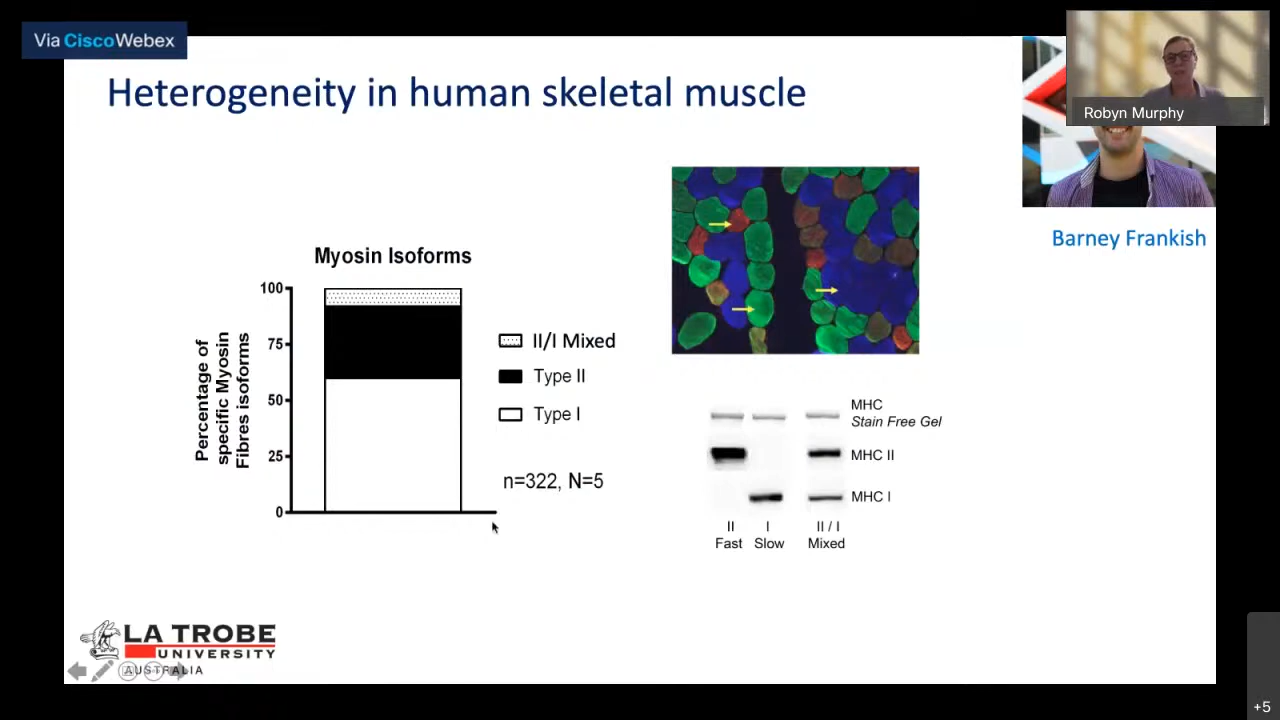 Via CiscoWebex
Heterogeneity in human skeletal muscle
Robyn Murphy
Barney Frankish
Myosin Isoforms
Percentage of
specific Myosin
Fibres isoforms
100
75
50
25
0
II/I Mixed
Type II
Type I
n=322, N=5
MHC
Stain Free Gel
MHC II
MHC I
II I II / I
Fast Slow Mixed
LA TROBE
UNIVERSITY
AUSTRALIA
+5